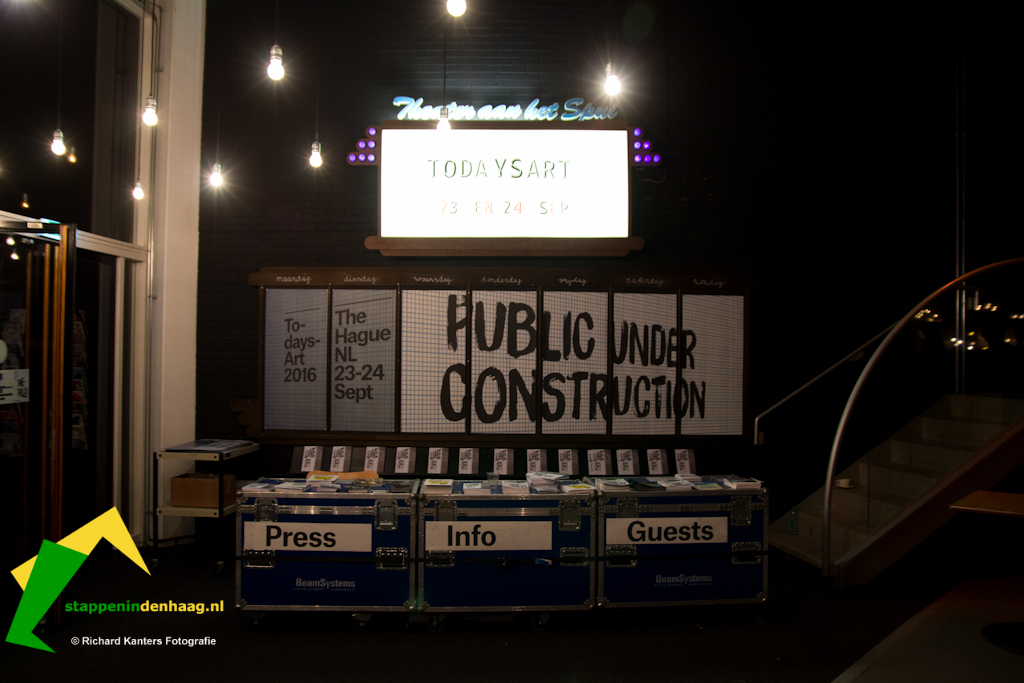 Theater aan het Spui
TODAYSART
23 EN 24 SEP
maandag dinsdag woensdag donderdag vrijdag zaterdag zondag
To-
days-
Art
2016
The
Hague
NL
23-24
Sept
PUBLIC UNDER
CONSTRUCTION
Press
Info
Guests
BeamSystems
BeamSystems
stappenindenhaag.nl
© Richard Kanters Fotografie